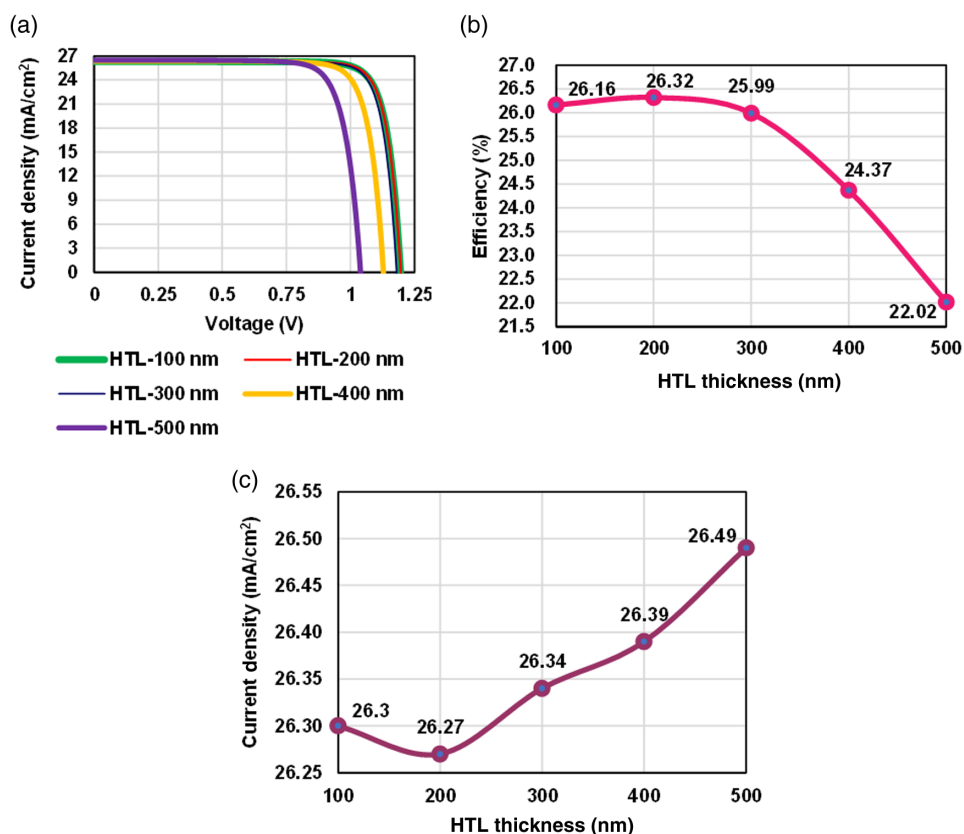 (a)
27
24
21
18
15
12
9
6
3
0
Current density (mA/cm2)
0 0.25 0.5 0.75 1 1.25
Voltage (V)
HTL-100 nm HTL-200 nm
HTL-300 nm HTL-400 nm
HTL-500 nm
(b)
27.0
26.5
26.0
25.5
25.0
24.5
24.0
23.5
23.0
22.5
22.0
21.5
Efficiency (%)
26.16 26.32 25.99
24.37
22.02
100 200 300 400 500
HTL thickness (nm)
(c)
26.55
26.50
26.45
26.40
26.35
26.30
26.25
Current density (mA/cm2)
26.3 26.27 26.34 26.39 26.49
100 200 300 400 500
HTL thickness (nm)